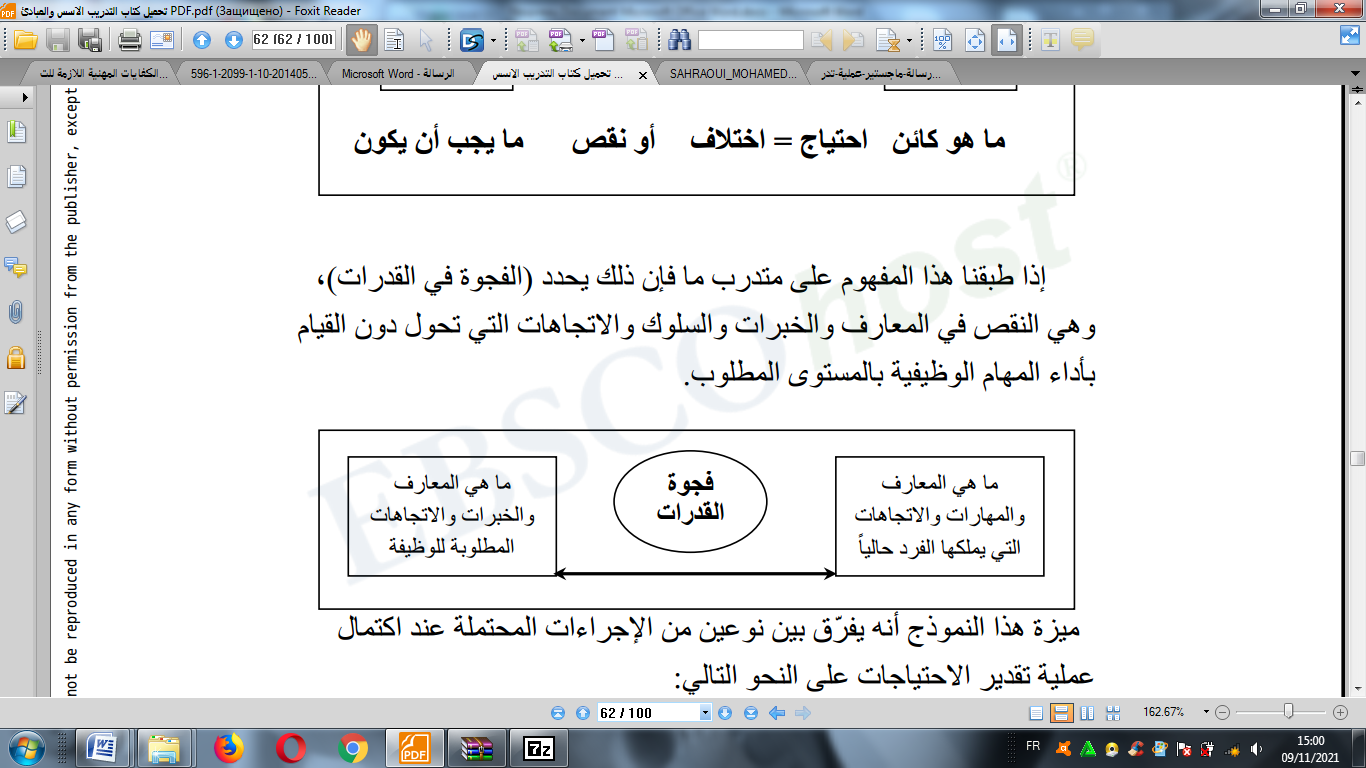 تحميل كتاب التدريب الاسس والمبادئ PDF.pdf (Защищено) - Foxit Reader
62 (62 / 100)
الكفايات المهنية اللازمة للت...
596-1-2099-1-10-201405...
Microsoft Word - الرسالة
تحميل كتاب التدريب الاسس ...
SAHRAOUI_MOHAMED...
رسالة-ماجستير-عملية-تدر...
not be reproduced in any form without permission from the publisher, except
ما هو كائن احتياج = اختلاف أو نقص ما يجب أن يكون
إذا طبقنا هذا المفهوم على متدرب ما فإن ذلك يحدد (الفجوة في القدرات)،
وهي النقص في المعارف والخبرات والسلوك والاتجاهات التي تحول دون القيام
بأداء المهام الوظيفية بالمستوى المطلوب.
EBSCOhost®
ما هي المعارف
والمهارات والاتجاهات
التي يملكها الفرد حالياً
فجوة
القدرات
ما هي المعارف
والخبرات والاتجاهات
المطلوبة للوظيفة
ميزة هذا النموذج أنه يفرّق بين نوعين من الإجراءات المحتملة عند اكتمال
عملية تقدير الاحتياجات على النحو التالي:
62 / 100
162.67%
PDF
7z
FR
15:00
09/11/2021